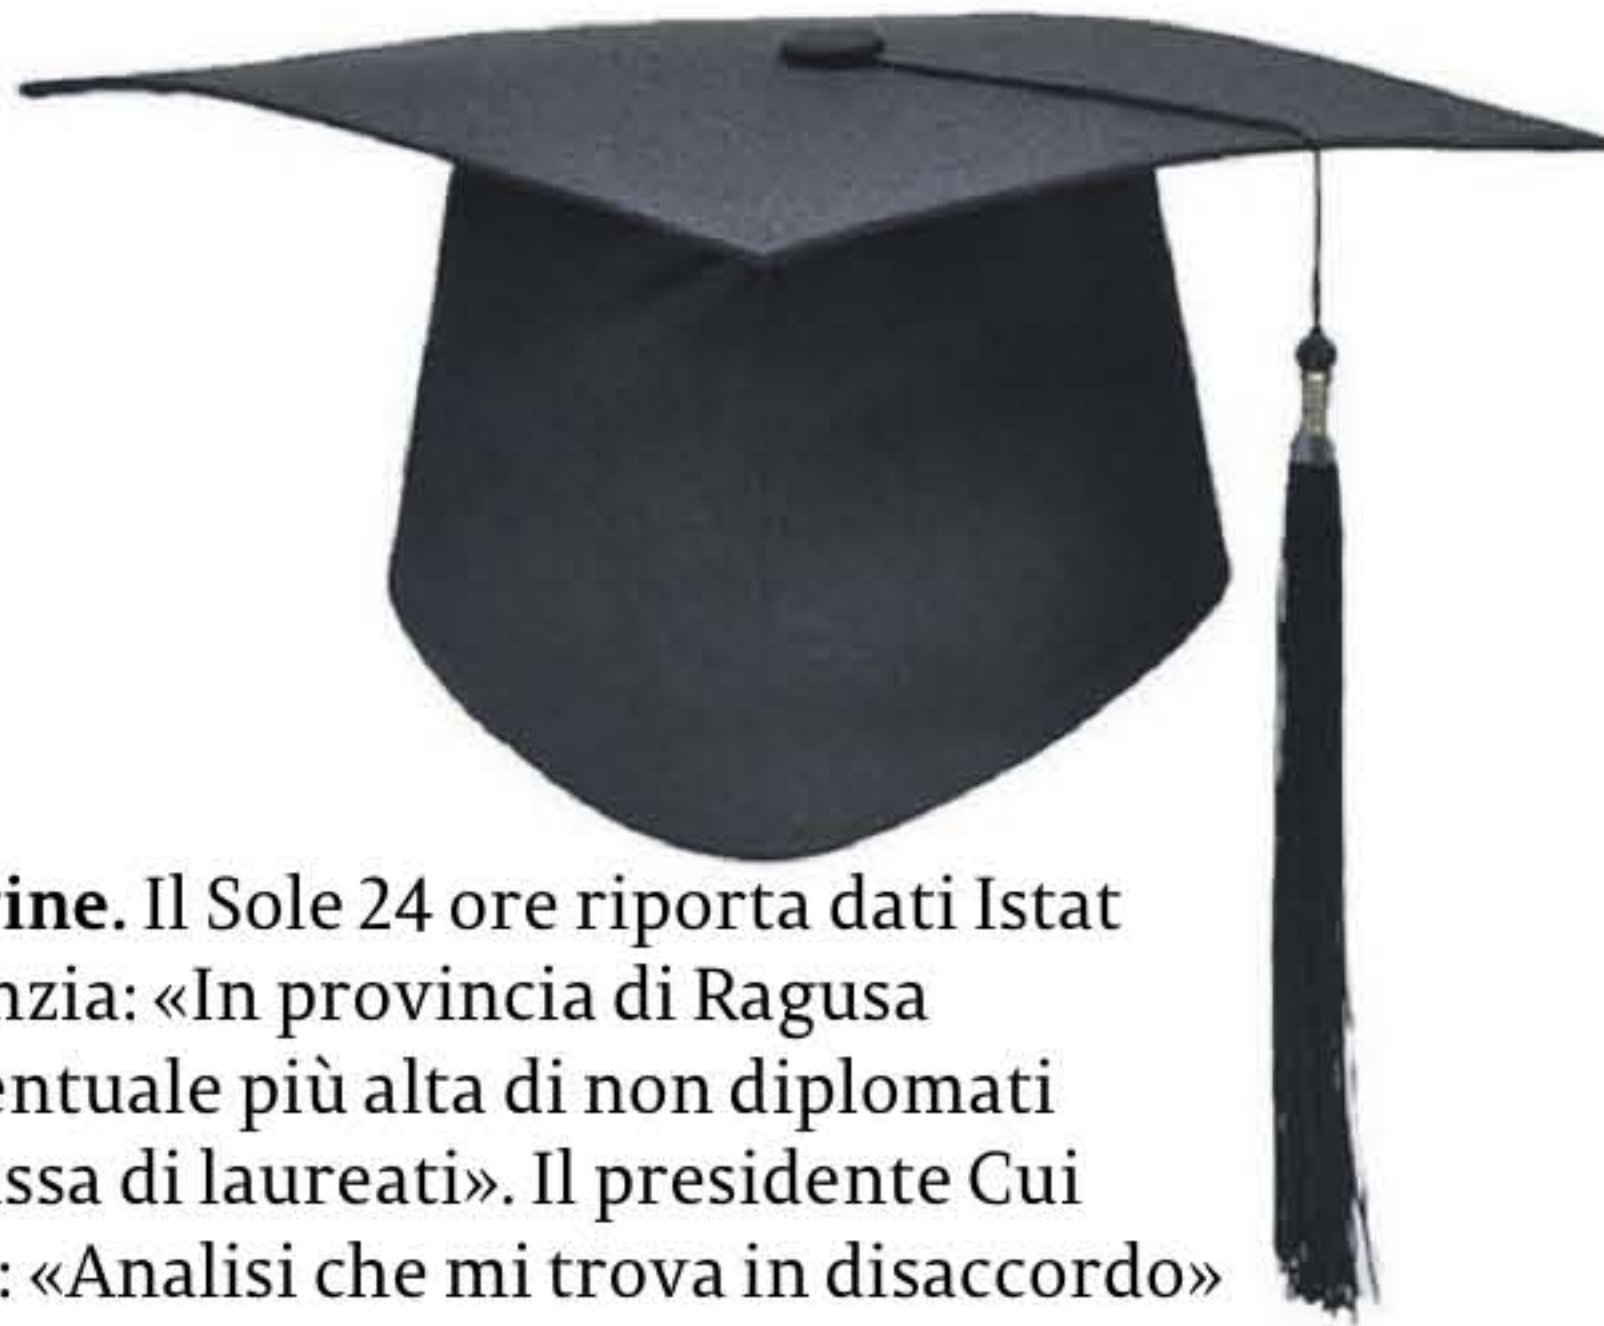 ine. Il Sole 24 ore riporta dati Istat
nzia: «In provincia di Ragusa
entuale più alta di non diplomati
ssa di laureati». Il presidente Cui
: «Analisi che mi trova in disaccordo»